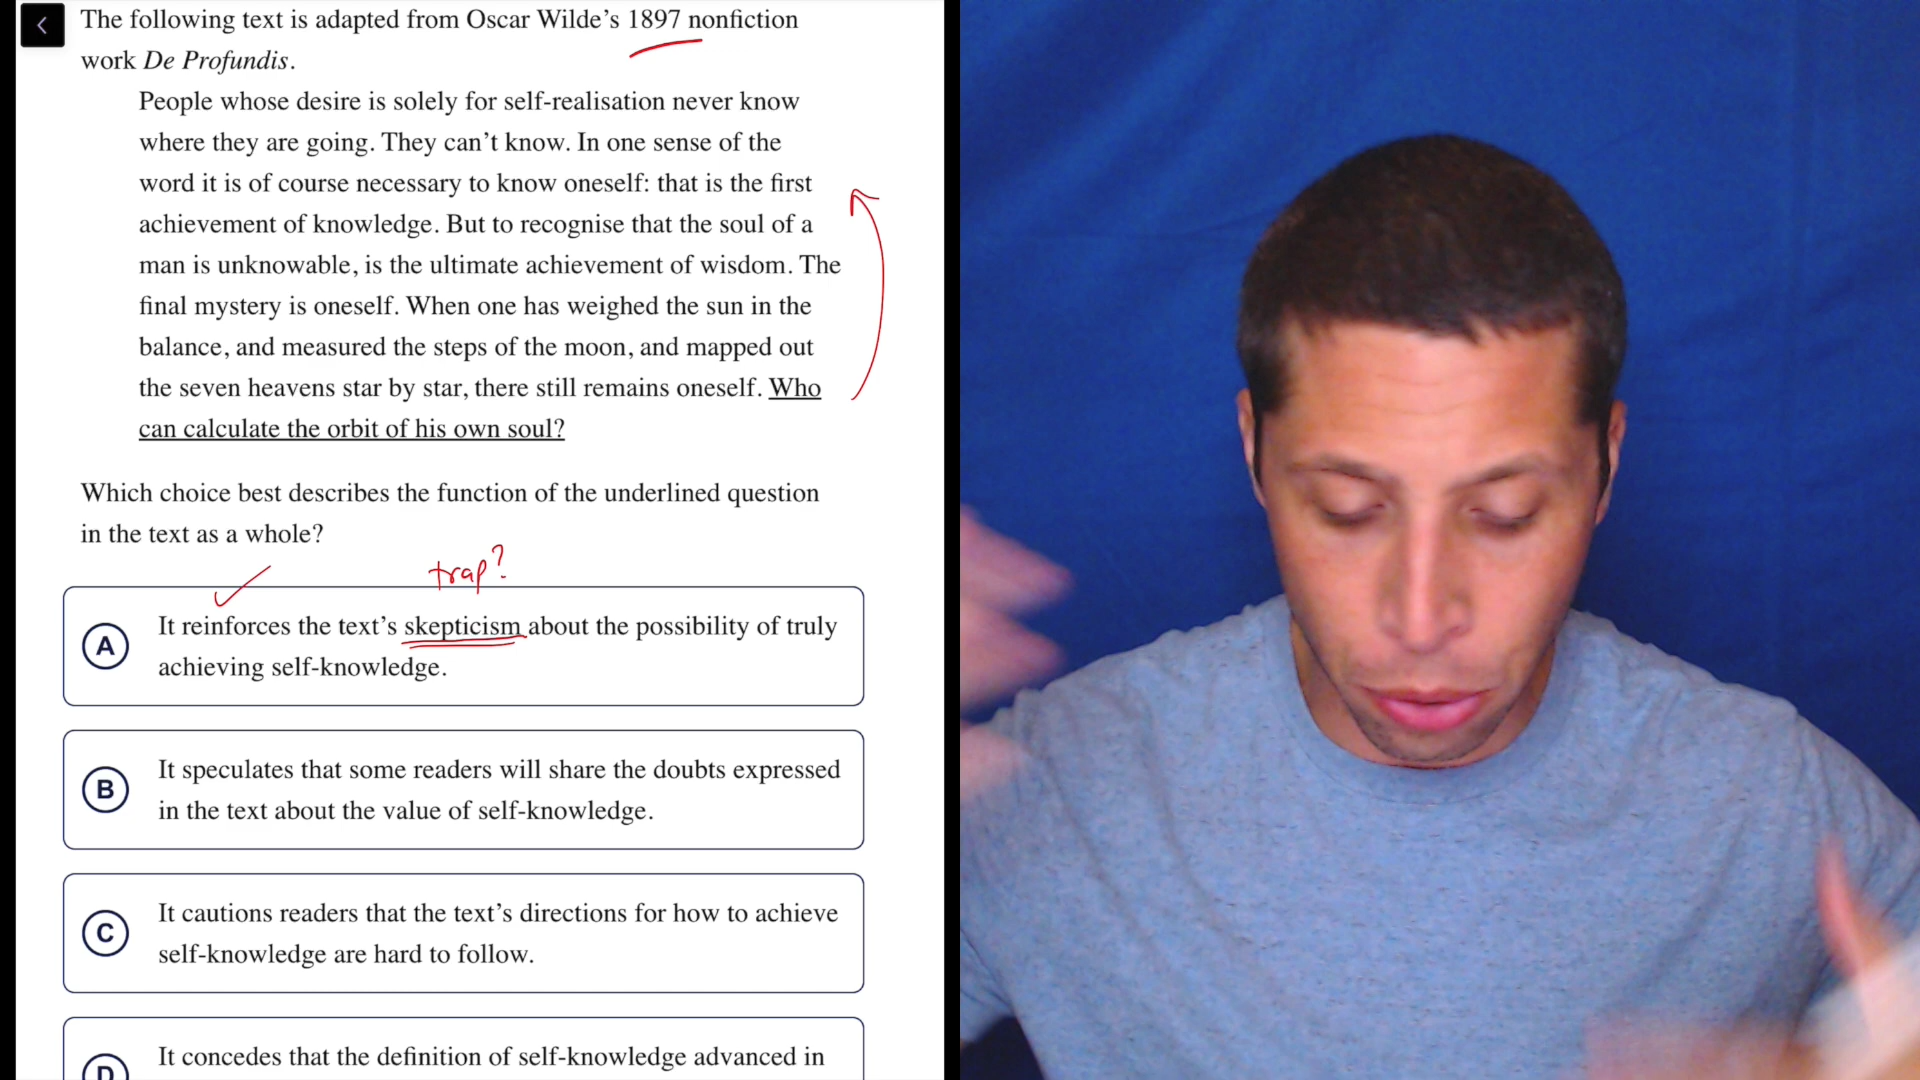 The following text is adapted from Oscar Wilde’s 1897 nonfiction
work De Profundis.
People whose desire is solely for self-realisation never know
where they are going. They can’t know. In one sense of the
word it is of course necessary to know oneself: that is the first
achievement of knowledge. But to recognise that the soul of a
man is unknowable, is the ultimate achievement of wisdom. The
final mystery is oneself. When one has weighed the sun in the
balance, and measured the steps of the moon, and mapped out
the seven heavens star by star, there still remains oneself. Who
can calculate the orbit of his own soul?
Which choice best describes the function of the underlined question
in the text as a whole?
trap?
A It reinforces the text’s skepticism about the possibility of truly
achieving self-knowledge.
B It speculates that some readers will share the doubts expressed
in the text about the value of self-knowledge.
C It cautions readers that the text’s directions for how to achieve
self-knowledge are hard to follow.
D It concedes that the definition of self-knowledge advanced in